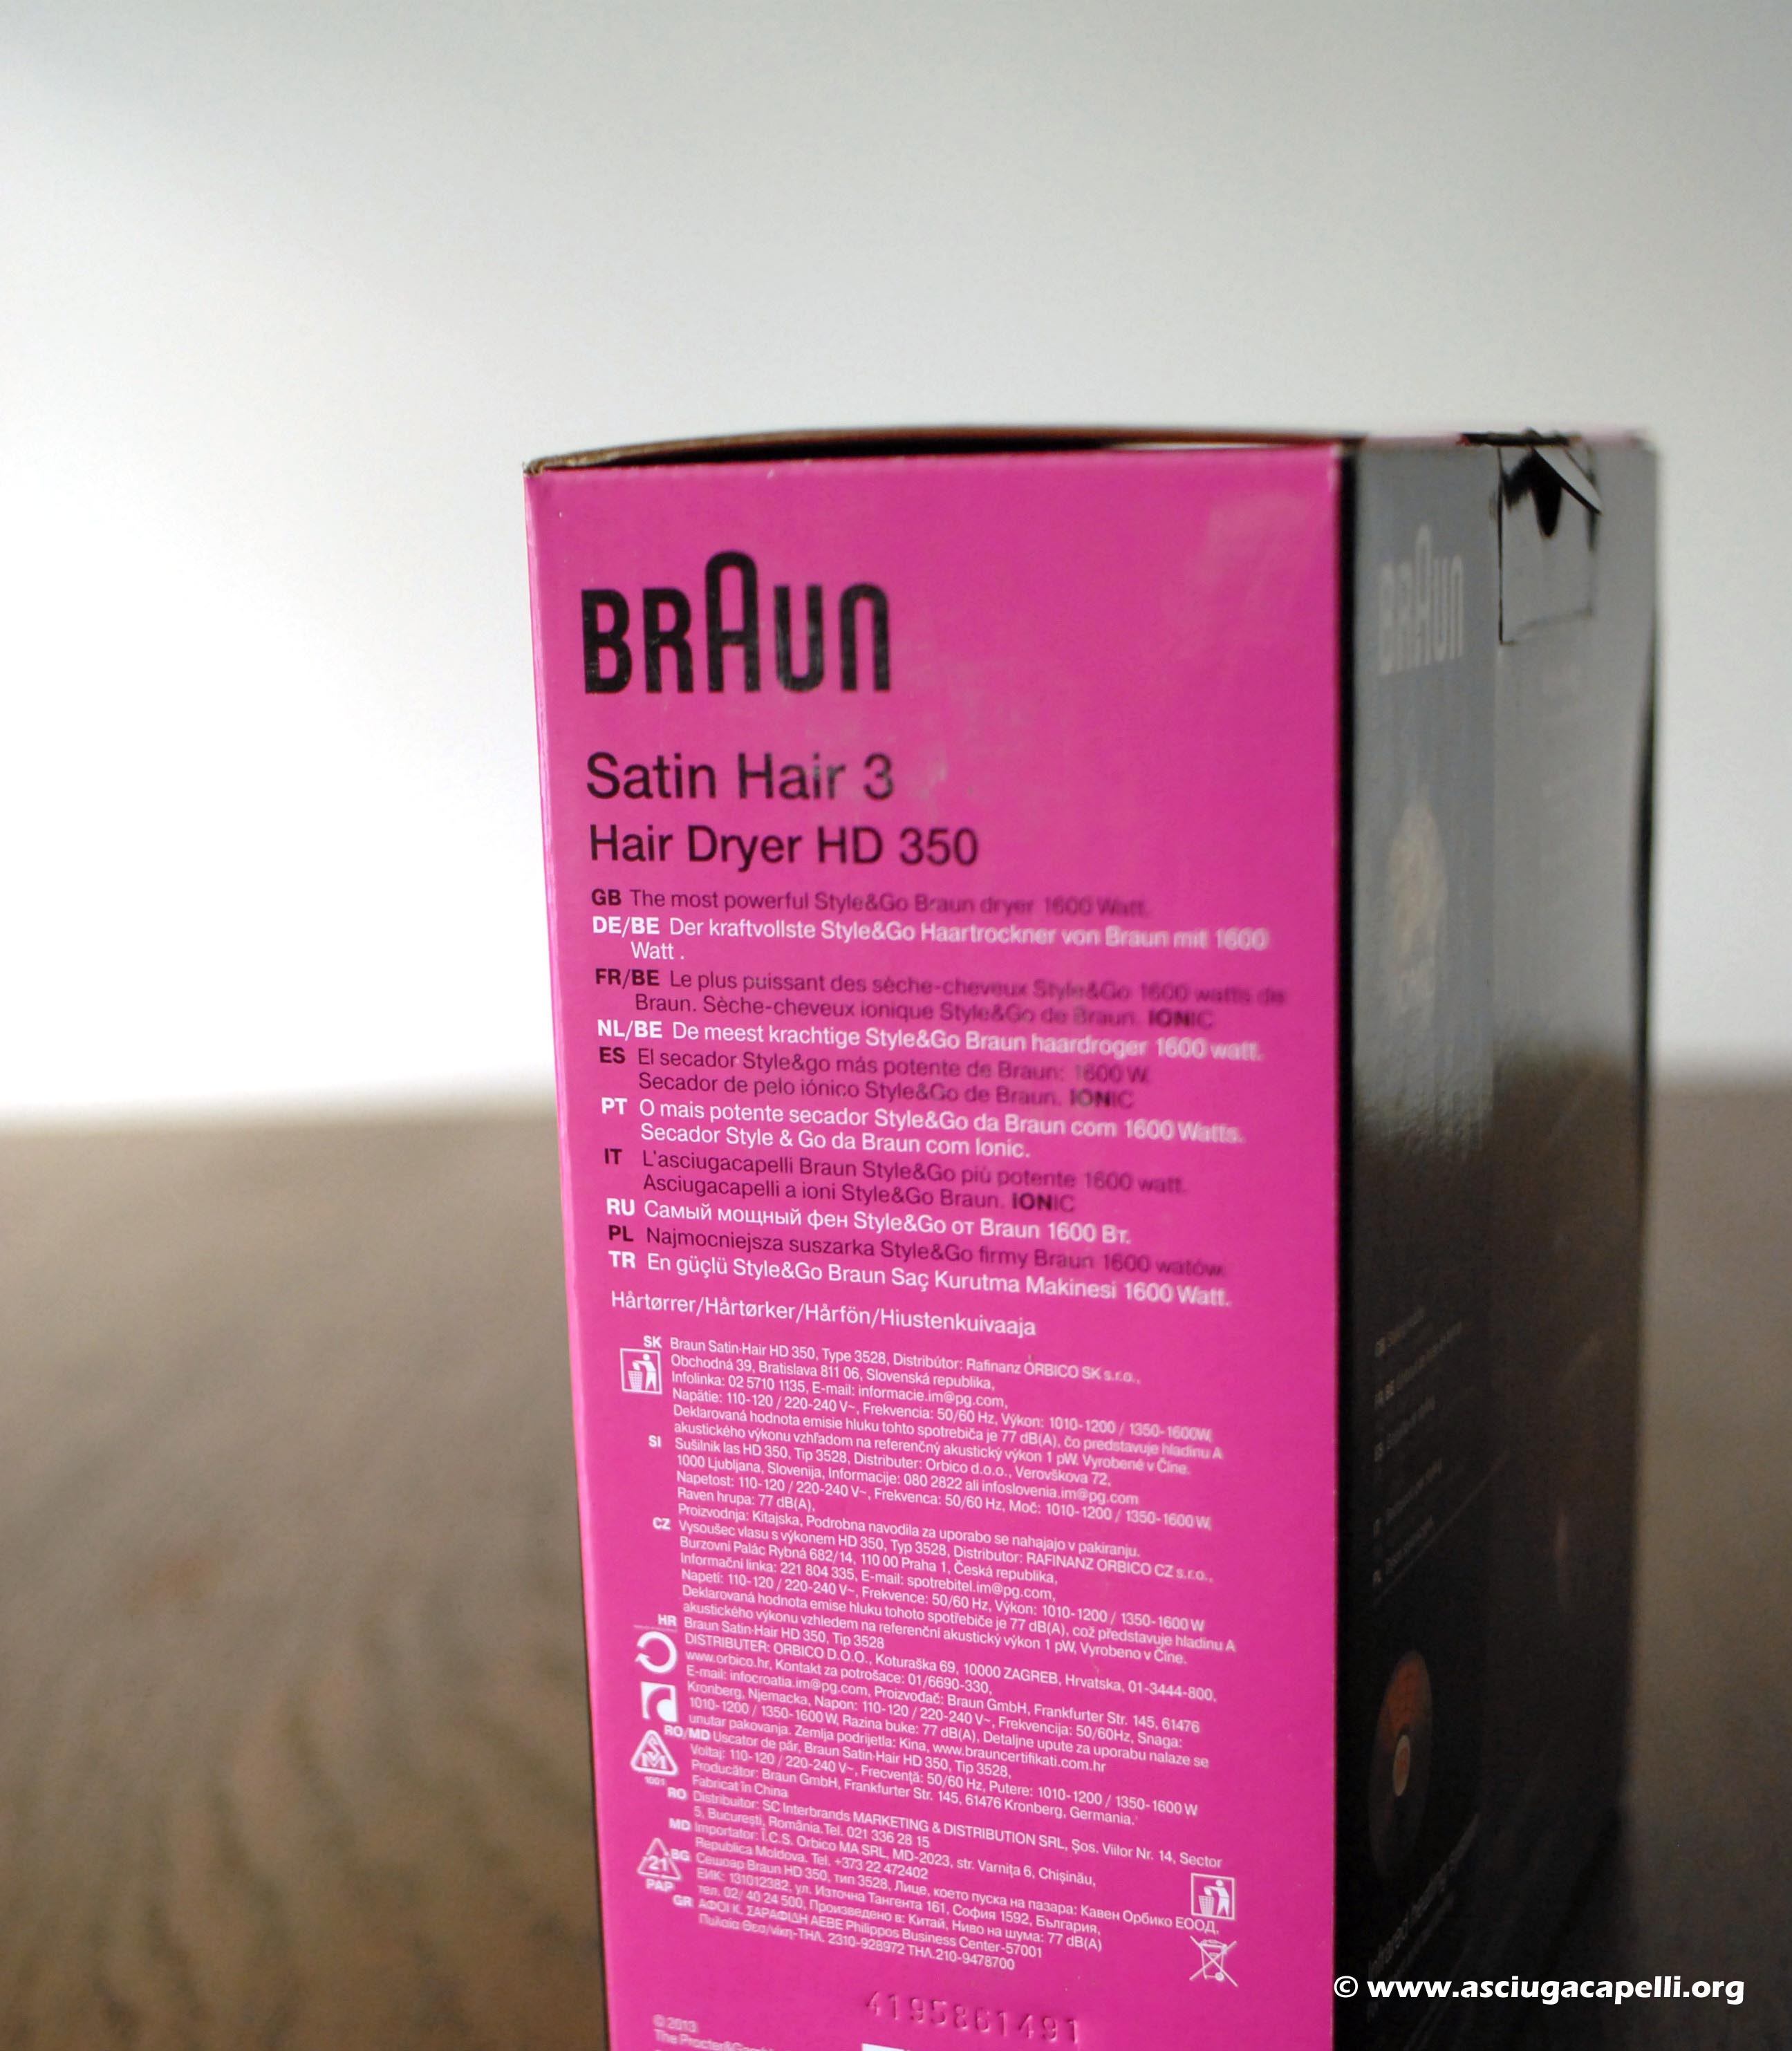 BRAUN
Satin Hair 3
Hair Dryer HD 350
GB The most powerful Style&Go Braun dryer 1600 Watt.
DE/BE Der kraftvollste Style&Go Haartrockner von Braun mit 1600
Watt .
FR/BE Le plus puissant des sèche-cheveux Style&Go 1600 watts de
Braun. Sèche-cheveux ionique Style&Go de Braun. IONIC
NL/BE De meest krachtige Style&Go Braun haardroger 1600 watt.
ES El secador Style&go más potente de Braun: 1600 W.
Secador de pelo iónico Style&Go de Braun. IONIC
PT O mais potente secador Style&Go da Braun com 1600 Watts.
Secador Style & Go da Braun com Ionic.
IT L'asciugacapelli Braun Style&Go più potente 1600 watt.
Asciugacapelli a ioni Style&Go Braun. IONIC
RU Самый мощный фен Style&Go от Braun 1600 Вт.
PL Najmocniejsza suszarka Style&Go firmy Braun 1600 watów.
TR En güçlü Style&Go Braun Saç Kurutma Makinesi 1600 Watt.
Hårtørrer/Hårtørker/Hårfön/Hiustenkuivaaja
SK Braun Satin·Hair HD 350, Type 3528, Distribútor: Rafinanz ORBICO SK s.r.o.,
Obchodná 39, Bratislava 811 06, Slovenská republika,
Infolinka: 02 5710 1135, E-mail: informacie.im@pg.com,
Napätie: 110-120 / 220-240 V~, Frekvencia: 50/60 Hz, Výkon: 1010-1200 / 1350-1600W,
Deklarovaná hodnota emisie hluku tohto spotrebiča je 77 dB(A), čo predstavuje hladinu A
akustického výkonu vzhľadom na referenčný akustický výkon 1 pW. Vyrobené v Číne.
SI Sušilnik las HD 350, Tip 3528, Distributer: Orbico d.o.o., Verovškova 72,
1000 Ljubljana, Slovenija, Informacije: 080 2822 ali infoslovenia.im@pg.com
Napetost: 110-120 / 220-240 V~, Frekvenca: 50/60 Hz, Moč: 1010-1200 / 1350-1600 W,
Raven hrupa: 77 dB(A),
Proizvodnja: Kitajska, Podrobna navodila za uporabo se nahajajo v pakiranju.
CZ Vysoušec vlasu s výkonem HD 350, Typ 3528, Distributor: RAFINANZ ORBICO CZ s.r.o.,
Burzovní Palác Rybná 682/14, 110 00 Praha 1, Česká republika,
Informační linka: 221 804 335, E-mail: spotrebitel.im@pg.com,
Napetí: 110-120 / 220-240 V~, Frekvence: 50/60 Hz, Výkon: 1010-1200 / 1350-1600 W
Deklarovaná hodnota emise hluku tohoto spotřebiče je 77 dB(A), což představuje hladinu A
akustického výkonu vzhledem na referenční akustický výkon 1 pW, Vyrobeno v Číne.
HR Braun Satin·Hair HD 350, Tip 3528
DISTRIBUTER: ORBICO D.O.O., Koturaška 69, 10000 ZAGREB, Hrvatska, 01-3444-800,
www.orbico.hr, Kontakt za potrošace: 01/6690-330,
E-mail: infocroatia.im@pg.com, Proizvođač: Braun GmbH, Frankfurter Str. 145, 61476
Kronberg, Njemacka, Napon: 110-120 / 220-240 V~, Frekvencija: 50/60Hz, Snaga:
1010-1200 / 1350-1600 W, Razina buke: 77 dB(A), Detaljne upute za uporabu nalaze se
unutar pakovanja. Zemlja podrijetla: Kina, www.brauncertifikati.com.hr
RO/MD Uscator de păr, Braun Satin·Hair HD 350, Tip 3528,
Voltaj: 110-120 / 220-240 V~, Frecvenţă: 50/60 Hz, Putere: 1010-1200 / 1350-1600 W
Producător: Braun GmbH, Frankfurter Str. 145, 61476 Kronberg, Germania.
Fabricat în China
RO Distribuitor: SC Interbrands MARKETING & DISTRIBUTION SRL, Şos. Viilor Nr. 14, Sector
5, Bucureşti, România.Tel. 021 336 28 15
MD Importator: Î.C.S. Orbico MA SRL, MD-2023, str. Varniţa 6, Chişinău,
Republica Moldova. Tel. +373 22 472402
BG Сешоар Braun HD 350, тип 3528, Лице, което пуска на пазара: Кавен Орбико ЕООД,
ЕИК: 131012382, ул. Източна Тангента 161, София 1592, България,
тел. 02/ 40 24 500, Произведено в: Китай, Ниво на шума: 77 dB(A)
GR ΑΦΟΙ Κ. ΣΑΡΑΦΙΔΗ ΑΕΒΕ Philippos Business Center-57001
Πυλαία Θεσ/νίκη-ΤΗΛ. 2310-928972 ΤΗΛ.210-9478700
1001
21
PAP
4195861491
© 2013
The Procter&Gamb
BRAUN
© www.asciugacapelli.org